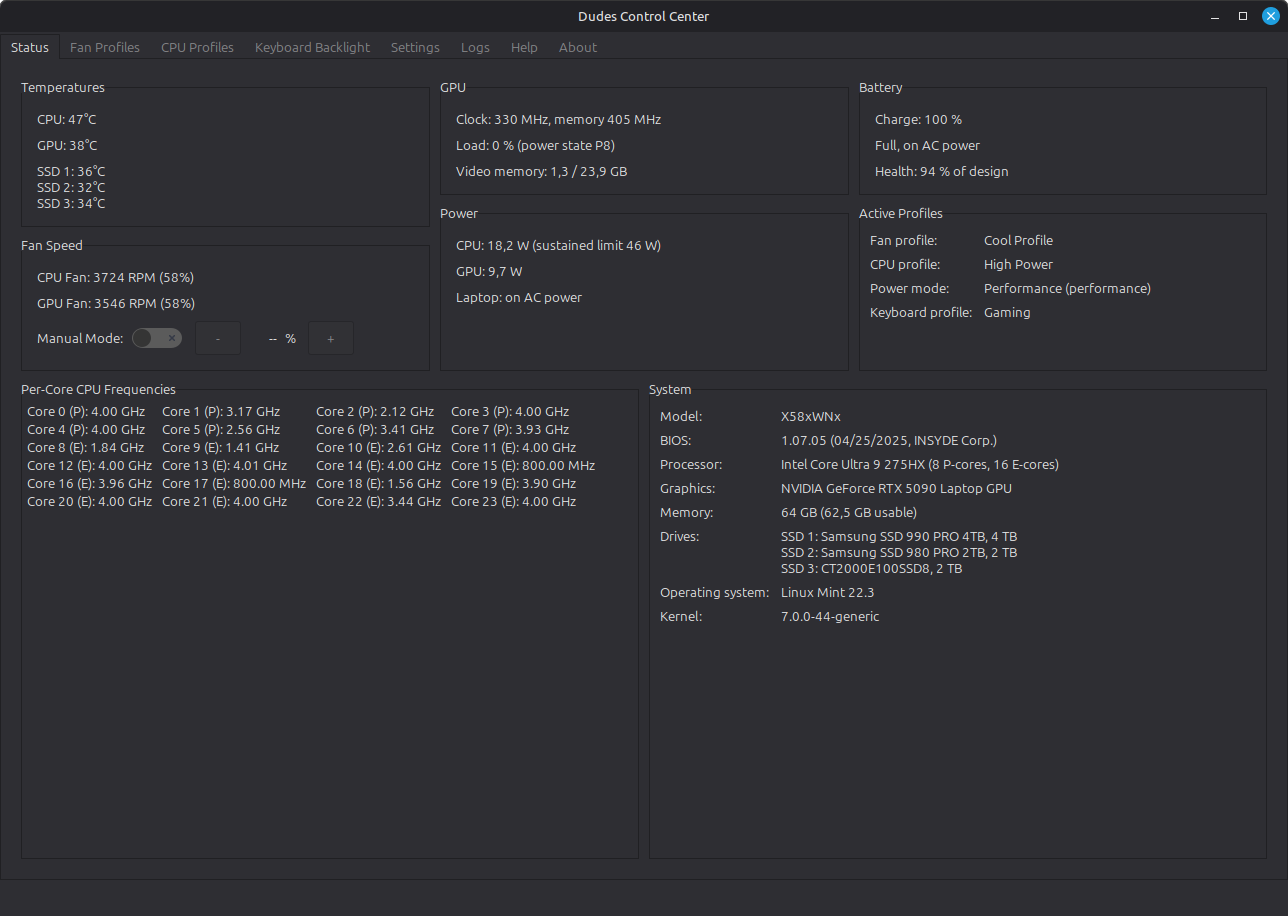 Dudes Control Center
Status Fan Profiles CPU Profiles Keyboard Backlight Settings Logs Help About
Temperatures
CPU: 47°C
GPU: 38°C
SSD 1: 36°C
SSD 2: 32°C
SSD 3: 34°C
Fan Speed
CPU Fan: 3724 RPM (58%)
GPU Fan: 3546 RPM (58%)
Manual Mode: - -- % +
GPU
Clock: 330 MHz, memory 405 MHz
Load: 0 % (power state P8)
Video memory: 1,3 / 23,9 GB
Power
CPU: 18,2 W (sustained limit 46 W)
GPU: 9,7 W
Laptop: on AC power
Battery
Charge: 100 %
Full, on AC power
Health: 94 % of design
Active Profiles
Fan profile: Cool Profile
CPU profile: High Power
Power mode: Performance (performance)
Keyboard profile: Gaming
Per-Core CPU Frequencies
Core 0 (P): 4.00 GHz Core 1 (P): 3.17 GHz Core 2 (P): 2.12 GHz Core 3 (P): 4.00 GHz
Core 4 (P): 4.00 GHz Core 5 (P): 2.56 GHz Core 6 (P): 3.41 GHz Core 7 (P): 3.93 GHz
Core 8 (E): 1.84 GHz Core 9 (E): 1.41 GHz Core 10 (E): 2.61 GHz Core 11 (E): 4.00 GHz
Core 12 (E): 4.00 GHz Core 13 (E): 4.01 GHz Core 14 (E): 4.00 GHz Core 15 (E): 800.00 MHz
Core 16 (E): 3.96 GHz Core 17 (E): 800.00 MHz Core 18 (E): 1.56 GHz Core 19 (E): 3.90 GHz
Core 20 (E): 4.00 GHz Core 21 (E): 4.00 GHz Core 22 (E): 3.44 GHz Core 23 (E): 4.00 GHz
System
Model: X58xWNx
BIOS: 1.07.05 (04/25/2025, INSYDE Corp.)
Processor: Intel Core Ultra 9 275HX (8 P-cores, 16 E-cores)
Graphics: NVIDIA GeForce RTX 5090 Laptop GPU
Memory: 64 GB (62,5 GB usable)
Drives: SSD 1: Samsung SSD 990 PRO 4TB, 4 TB
SSD 2: Samsung SSD 980 PRO 2TB, 2 TB
SSD 3: CT2000E100SSD8, 2 TB
Operating system: Linux Mint 22.3
Kernel: 7.0.0-44-generic